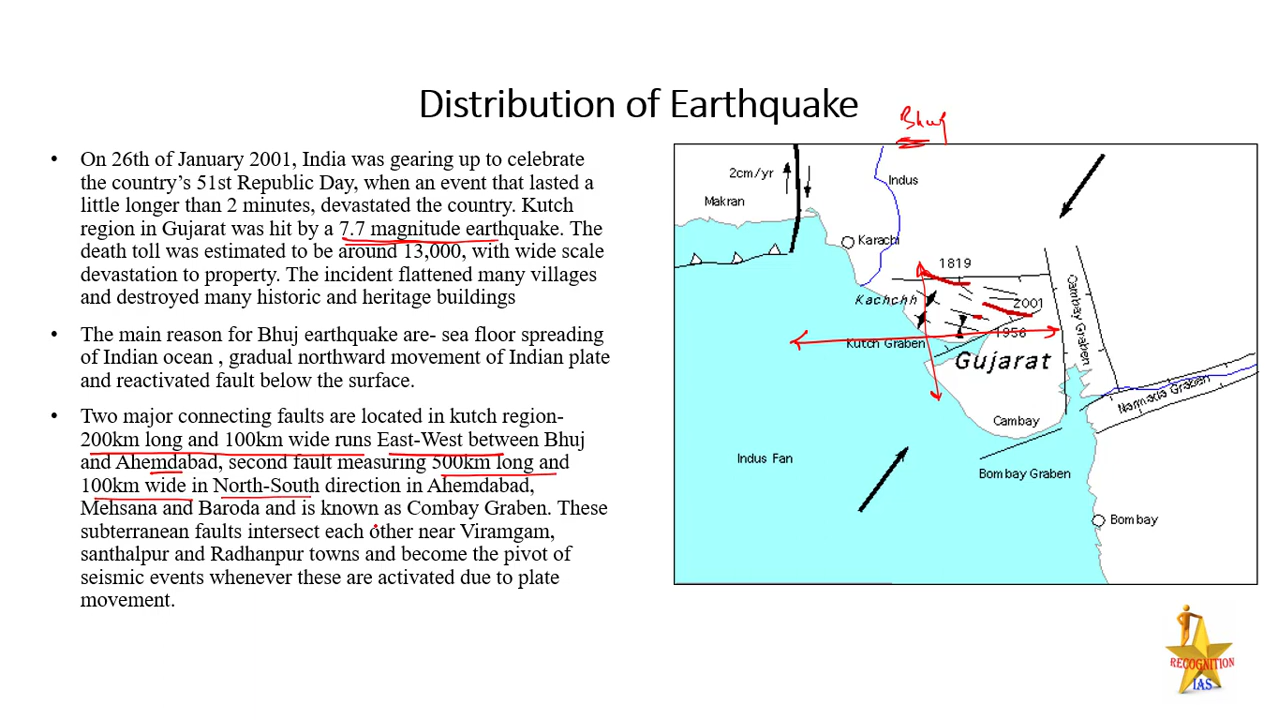 Distribution of Earthquake
Bhuj
• On 26th of January 2001, India was gearing up to celebrate
the country's 51st Republic Day, when an event that lasted a
little longer than 2 minutes, devastated the country. Kutch
region in Gujarat was hit by a 7.7 magnitude earthquake. The
death toll was estimated to be around 13,000, with wide scale
devastation to property. The incident flattened many villages
and destroyed many historic and heritage buildings
• The main reason for Bhuj earthquake are- sea floor spreading
of Indian ocean , gradual northward movement of Indian plate
and reactivated fault below the surface.
• Two major connecting faults are located in kutch region-
200km long and 100km wide runs East-West between Bhuj
and Ahemdabad, second fault measuring 500km long and
100km wide in North-South direction in Ahemdabad,
Mehsana and Baroda and is known as Combay Graben. These
subterranean faults intersect each other near Viramgam,
santhalpur and Radhanpur towns and become the pivot of
seismic events whenever these are activated due to plate
movement.
2cm/yr
Indus
Makran
Karachi
1819
Kachchh
2001
Cambay Graben
1956
Kutch Graben
Gujarat
Narmada Graben
Cambay
Indus Fan
Bombay Graben
Bombay
RECOGNITION
IAS